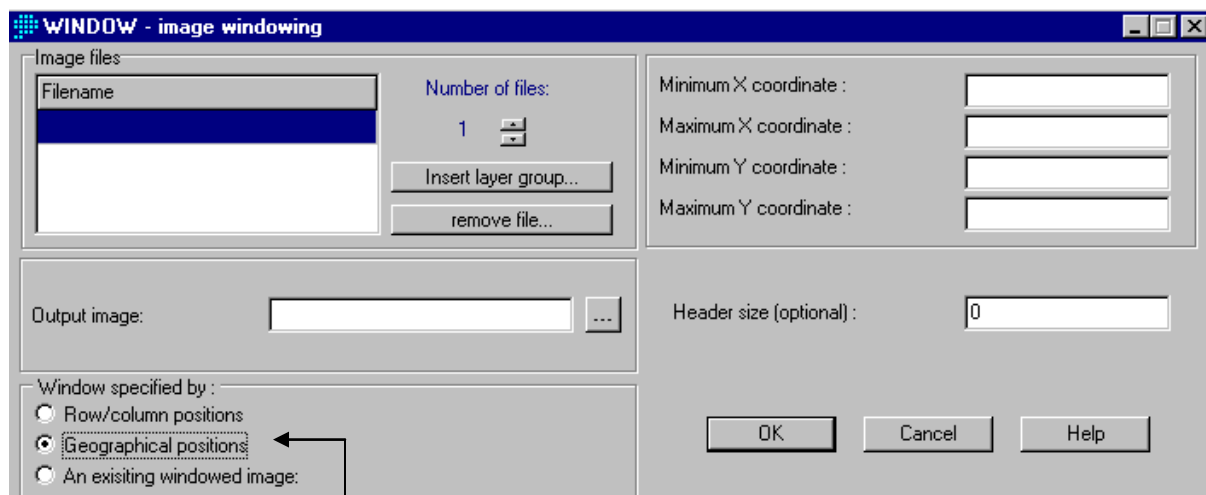 WINDOW - image windowing
Image files
Filename
Number of files:
1
Insert layer group...
remove file...
Minimum X coordinate :
Maximum X coordinate :
Minimum Y coordinate :
Maximum Y coordinate :
Output image:
...
Header size (optional) :
0
Window specified by :
Row/column positions
Geographical positions
An exisiting windowed image:
OK
Cancel
Help